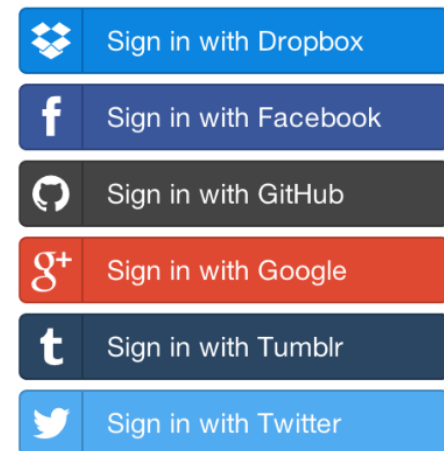 Sign in with Dropbox
f Sign in with Facebook
Sign in with GitHub
g+ Sign in with Google
t Sign in with Tumblr
Sign in with Twitter